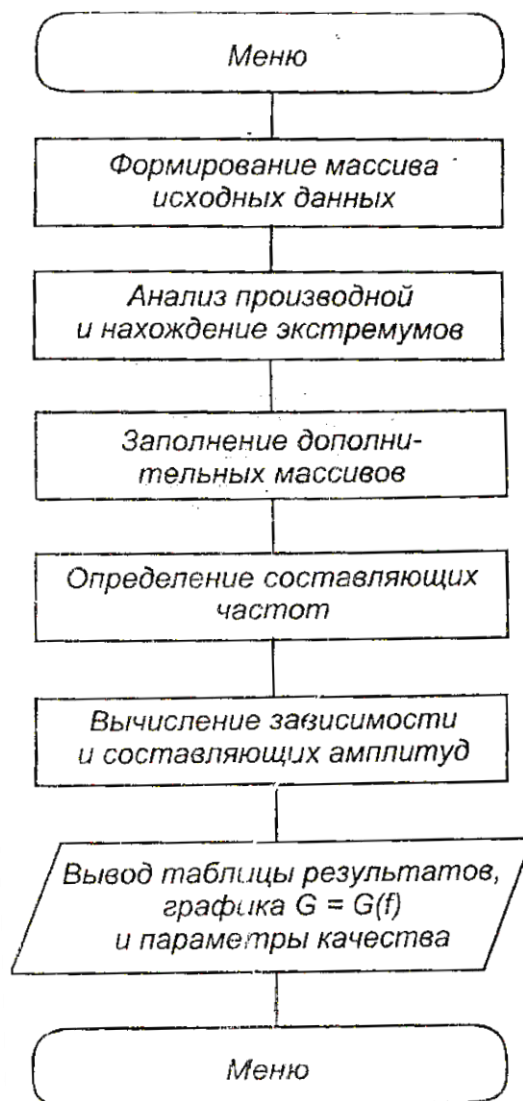 Меню
Формирование массива
исходных данных
Анализ производной
и нахождение экстремумов
Заполнение дополни-
тельных массивов
Определение составляющих
частот
Вычисление зависимости
и составляющих амплитуд
Вывод таблицы результатов,
графика G = G(f)
и параметры качества
Меню